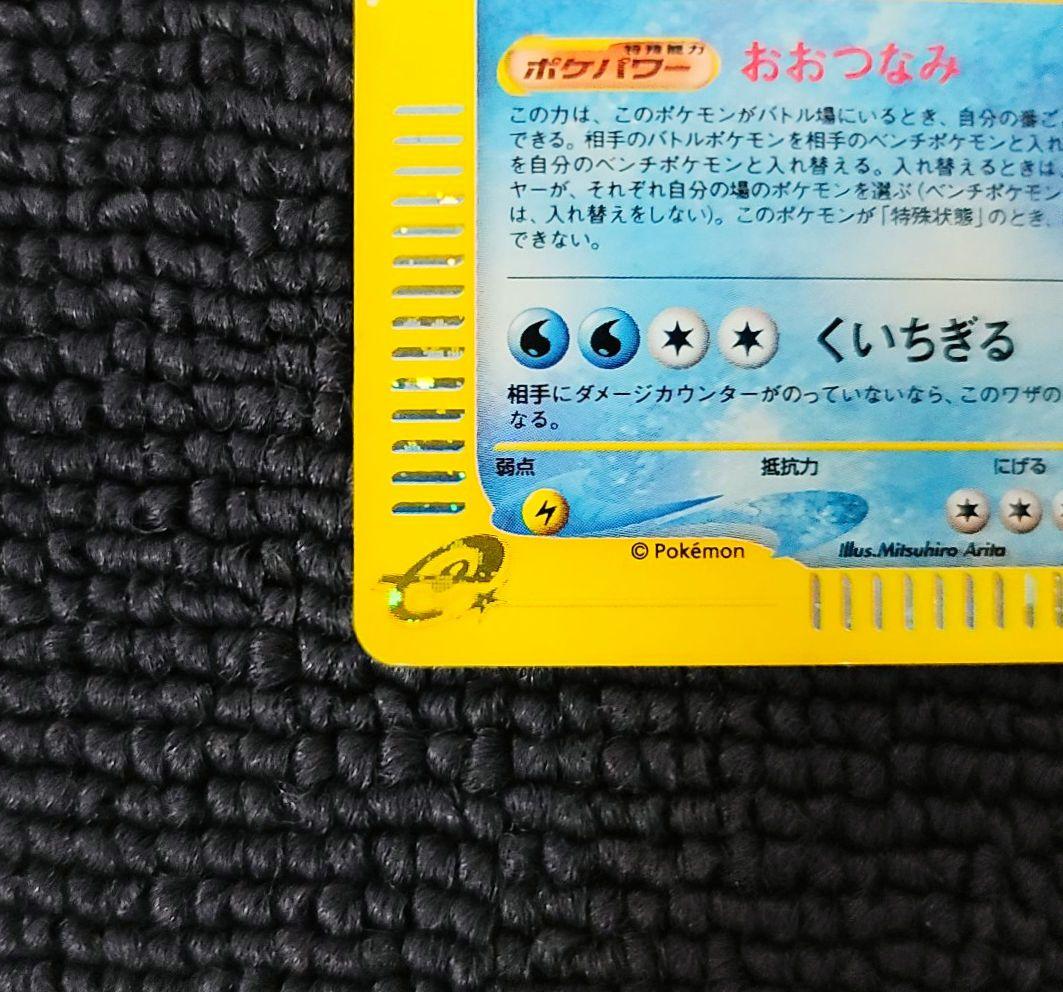 特殊能力
ポケパワー おおつなみ
この力は、このポケモンがバトル場にいるとき、自分の番ご
できる。相手のバトルポケモンを相手のベンチポケモンと入れ
を自分のベンチポケモンと入れ替える。入れ替えるときは
ヤーが、それぞれ自分の場のポケモンを選ぶ(ベンチポケモン
は、入れ替えをしない)。このポケモンが「特殊状態」のとき、
できない。
くいちぎる
相手にダメージカウンターがのっていないなら、このワザの
なる。
弱点 抵抗力 にげる
© Pokémon Illus.Mitsuhiro Arita